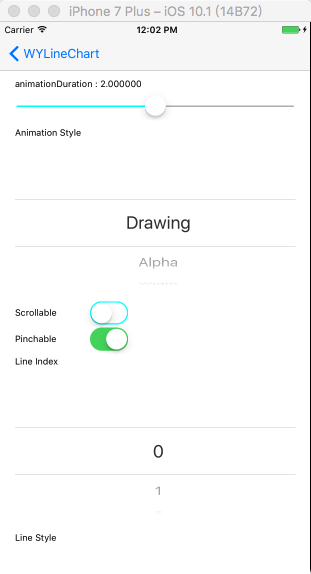 iPhone 7 Plus – iOS 10.1 (14B72)
Carrier 12:02 PM
WYLineChart
animationDuration : 2.000000
Animation Style
Drawing
Alpha
Scrollable
Pinchable
Line Index
0
1
Line Style